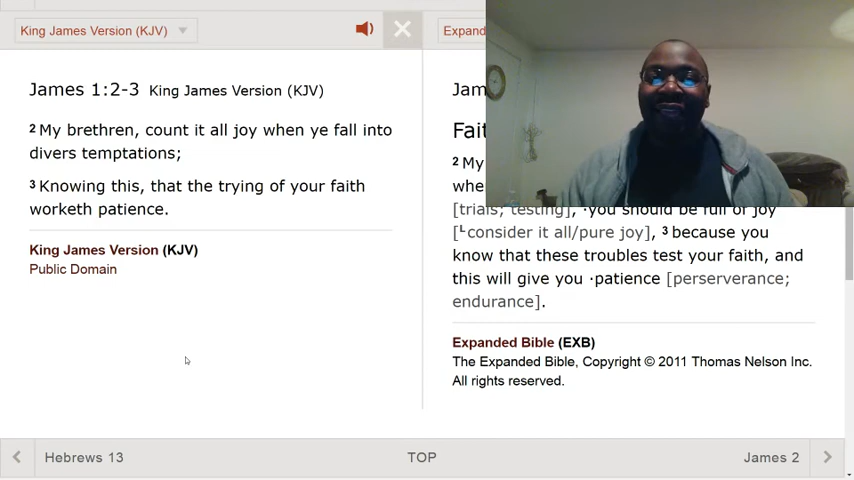 King James Version (KJV)
Expand
James 1:2-3 King James Version (KJV)
2 My brethren, count it all joy when ye fall into
divers temptations;
3 Knowing this, that the trying of your faith
worketh patience.
King James Version (KJV)
Public Domain
Jam
Fait
2 My
whe
[trials; testing], ·you should be full of joy
[Lconsider it all/pure joy], 3 because you
know that these troubles test your faith, and
this will give you ·patience [perserverance;
endurance].
Expanded Bible (EXB)
The Expanded Bible, Copyright © 2011 Thomas Nelson Inc.
All rights reserved.
Hebrews 13
TOP
James 2